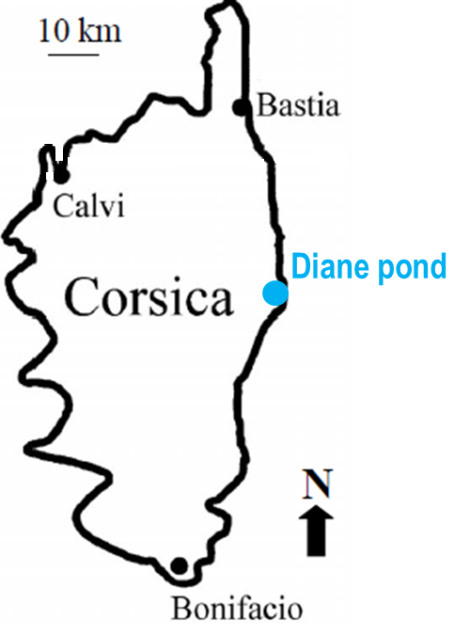 10 km
Bastia
Calvi
Diane pond
Corsica
N
Bonifacio